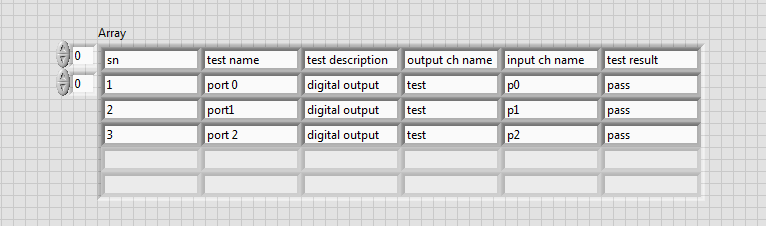 Array
0 sn test name test description output ch name input ch name test result
0 1 port 0 digital output test p0 pass
2 port1 digital output test p1 pass
3 port 2 digital output test p2 pass